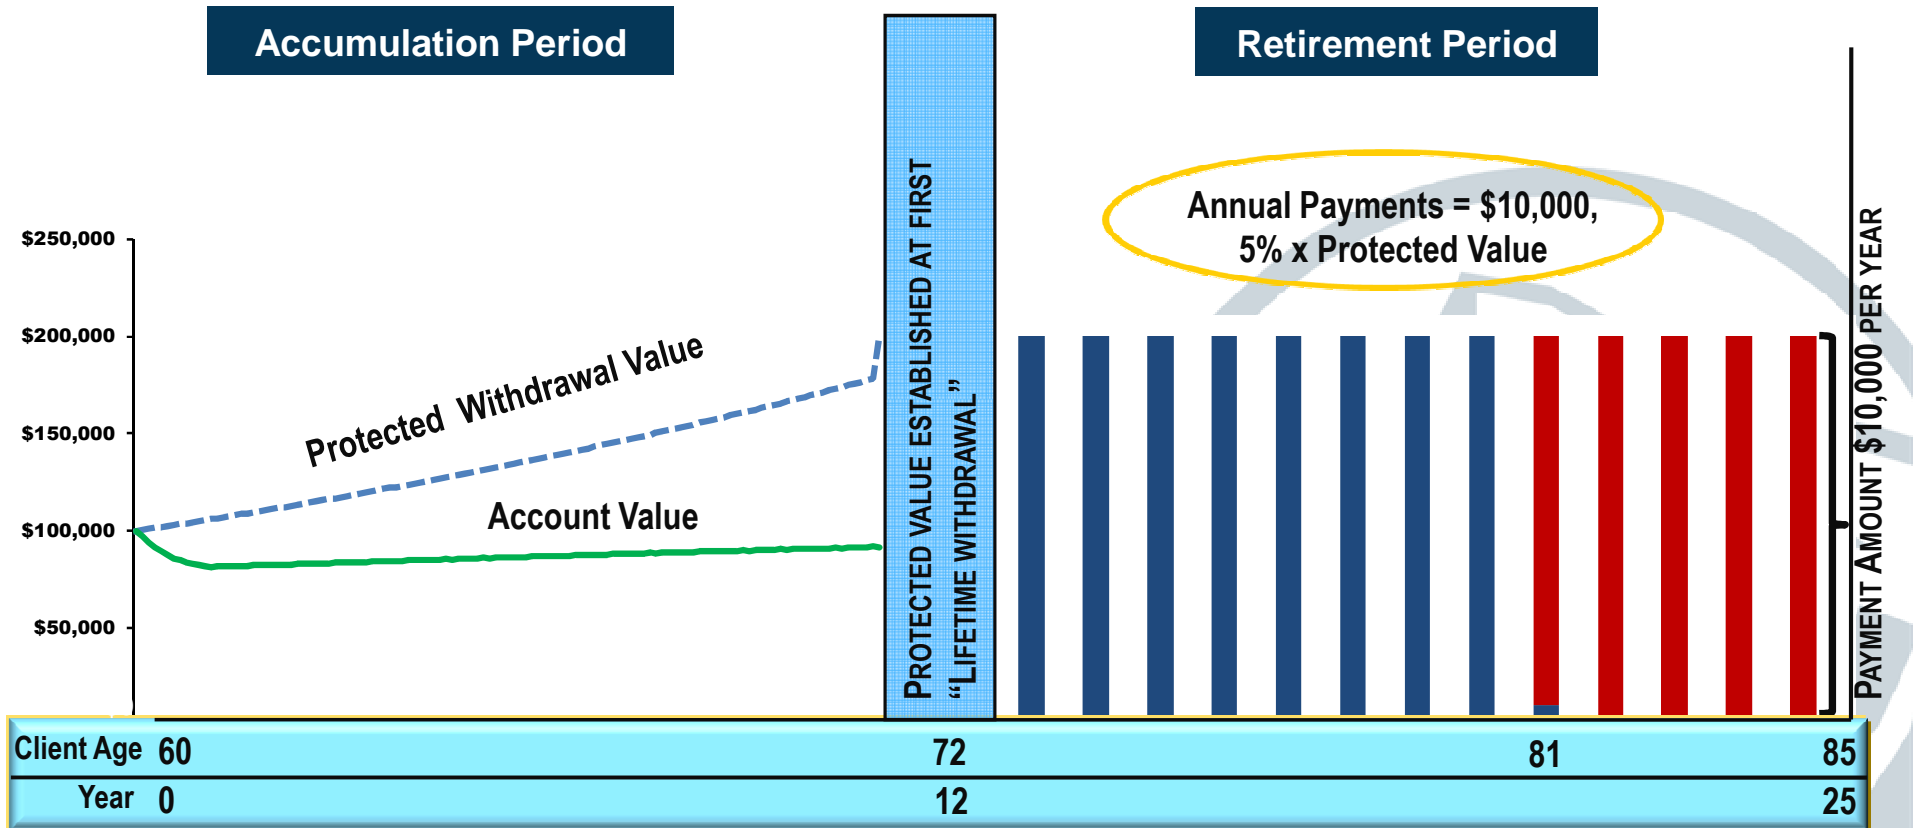 Accumulation Period
Retirement Period
Annual Payments = $10,000,
5% x Protected Value
$250,000
$200,000
$150,000
$100,000
$50,000
Protected Withdrawal Value
Account Value
PROTECTED VALUE ESTABLISHED AT FIRST
“LIFETIME WITHDRAWAL”
PAYMENT AMOUNT $10,000 PER YEAR
Client Age 60 72 81 85
Year 0 12 25